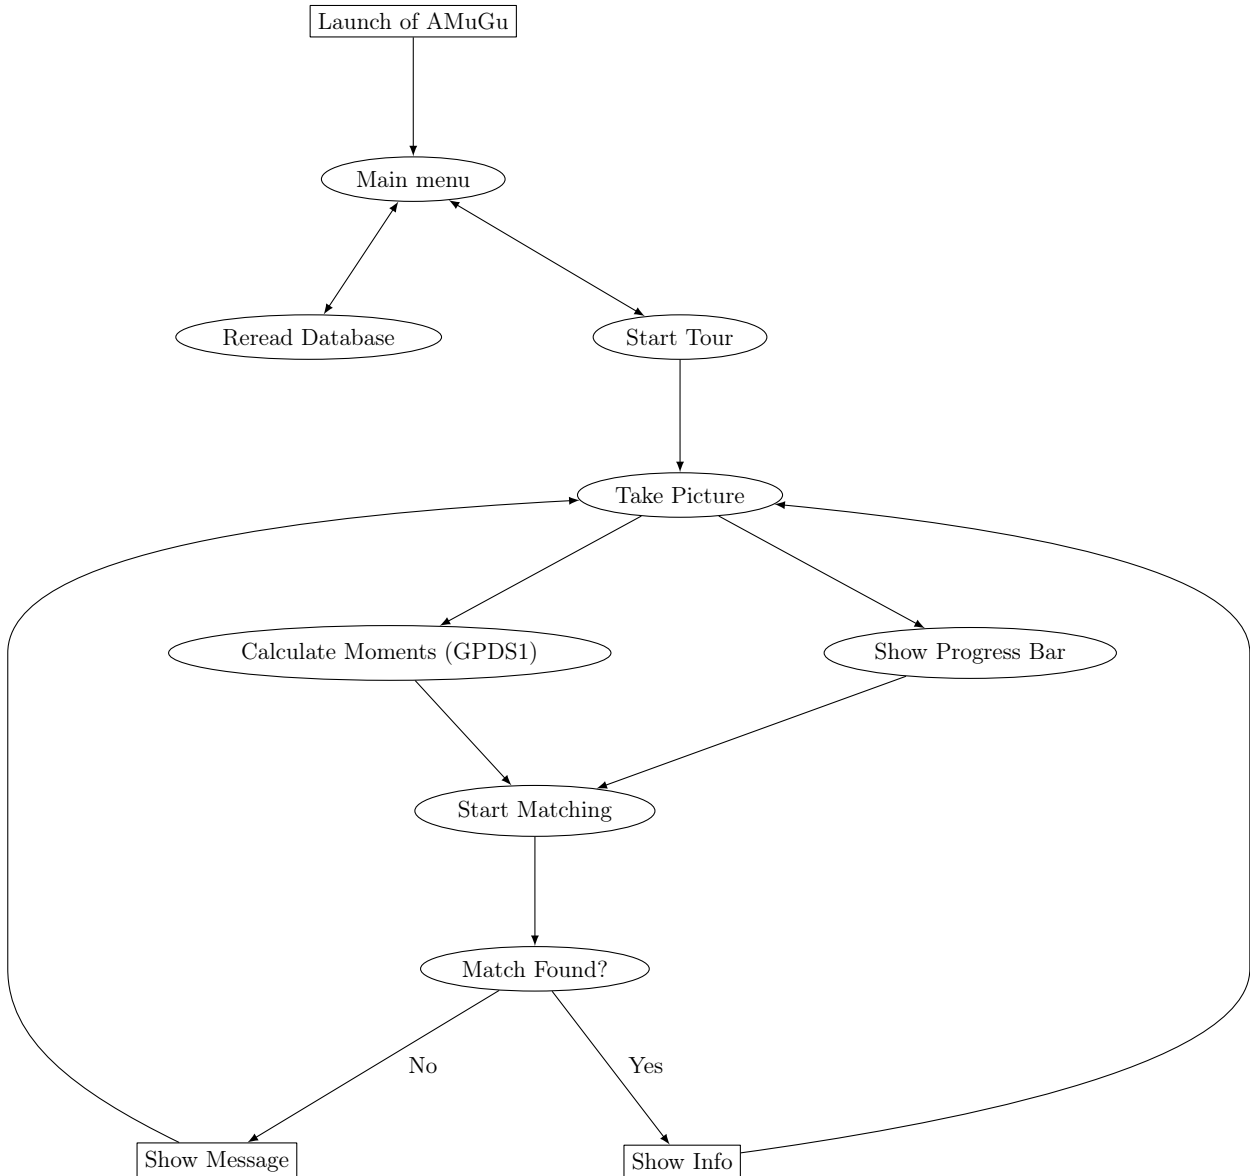 Launch of AMuGu
Main menu
Reread Database
Start Tour
Take Picture
Calculate Moments (GPDS1)
Show Progress Bar
Start Matching
Match Found?
No
Yes
Show Message
Show Info